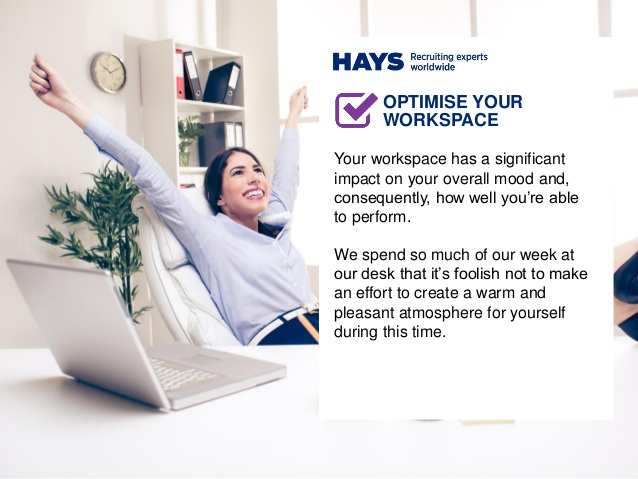 HAYS Recruiting experts
worldwide
OPTIMISE YOUR
WORKSPACE
Your workspace has a significant
impact on your overall mood and,
consequently, how well you’re able
to perform.
We spend so much of our week at
our desk that it’s foolish not to make
an effort to create a warm and
pleasant atmosphere for yourself
during this time.